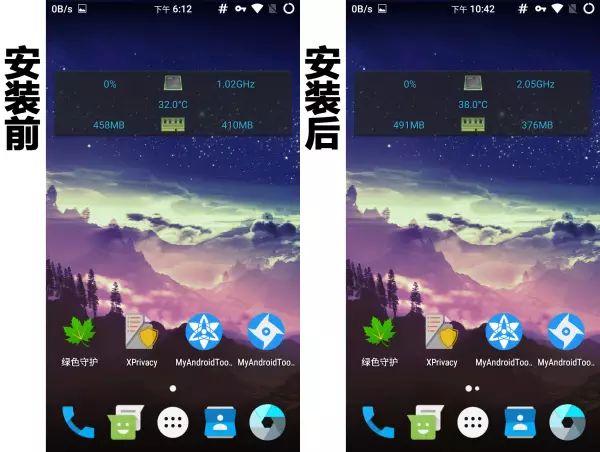 安装前
0B/s 下午 6:12
0% 1.02GHz
32.0°C
458MB 410MB
绿色守护 XPrivacy MyAndroidToo.. MyAndroidToo..
安装后
0B/s 下午 10:42
0% 2.05GHz
38.0°C
491MB 376MB
绿色守护 XPrivacy MyAndroidToo.. MyAndroidToo..